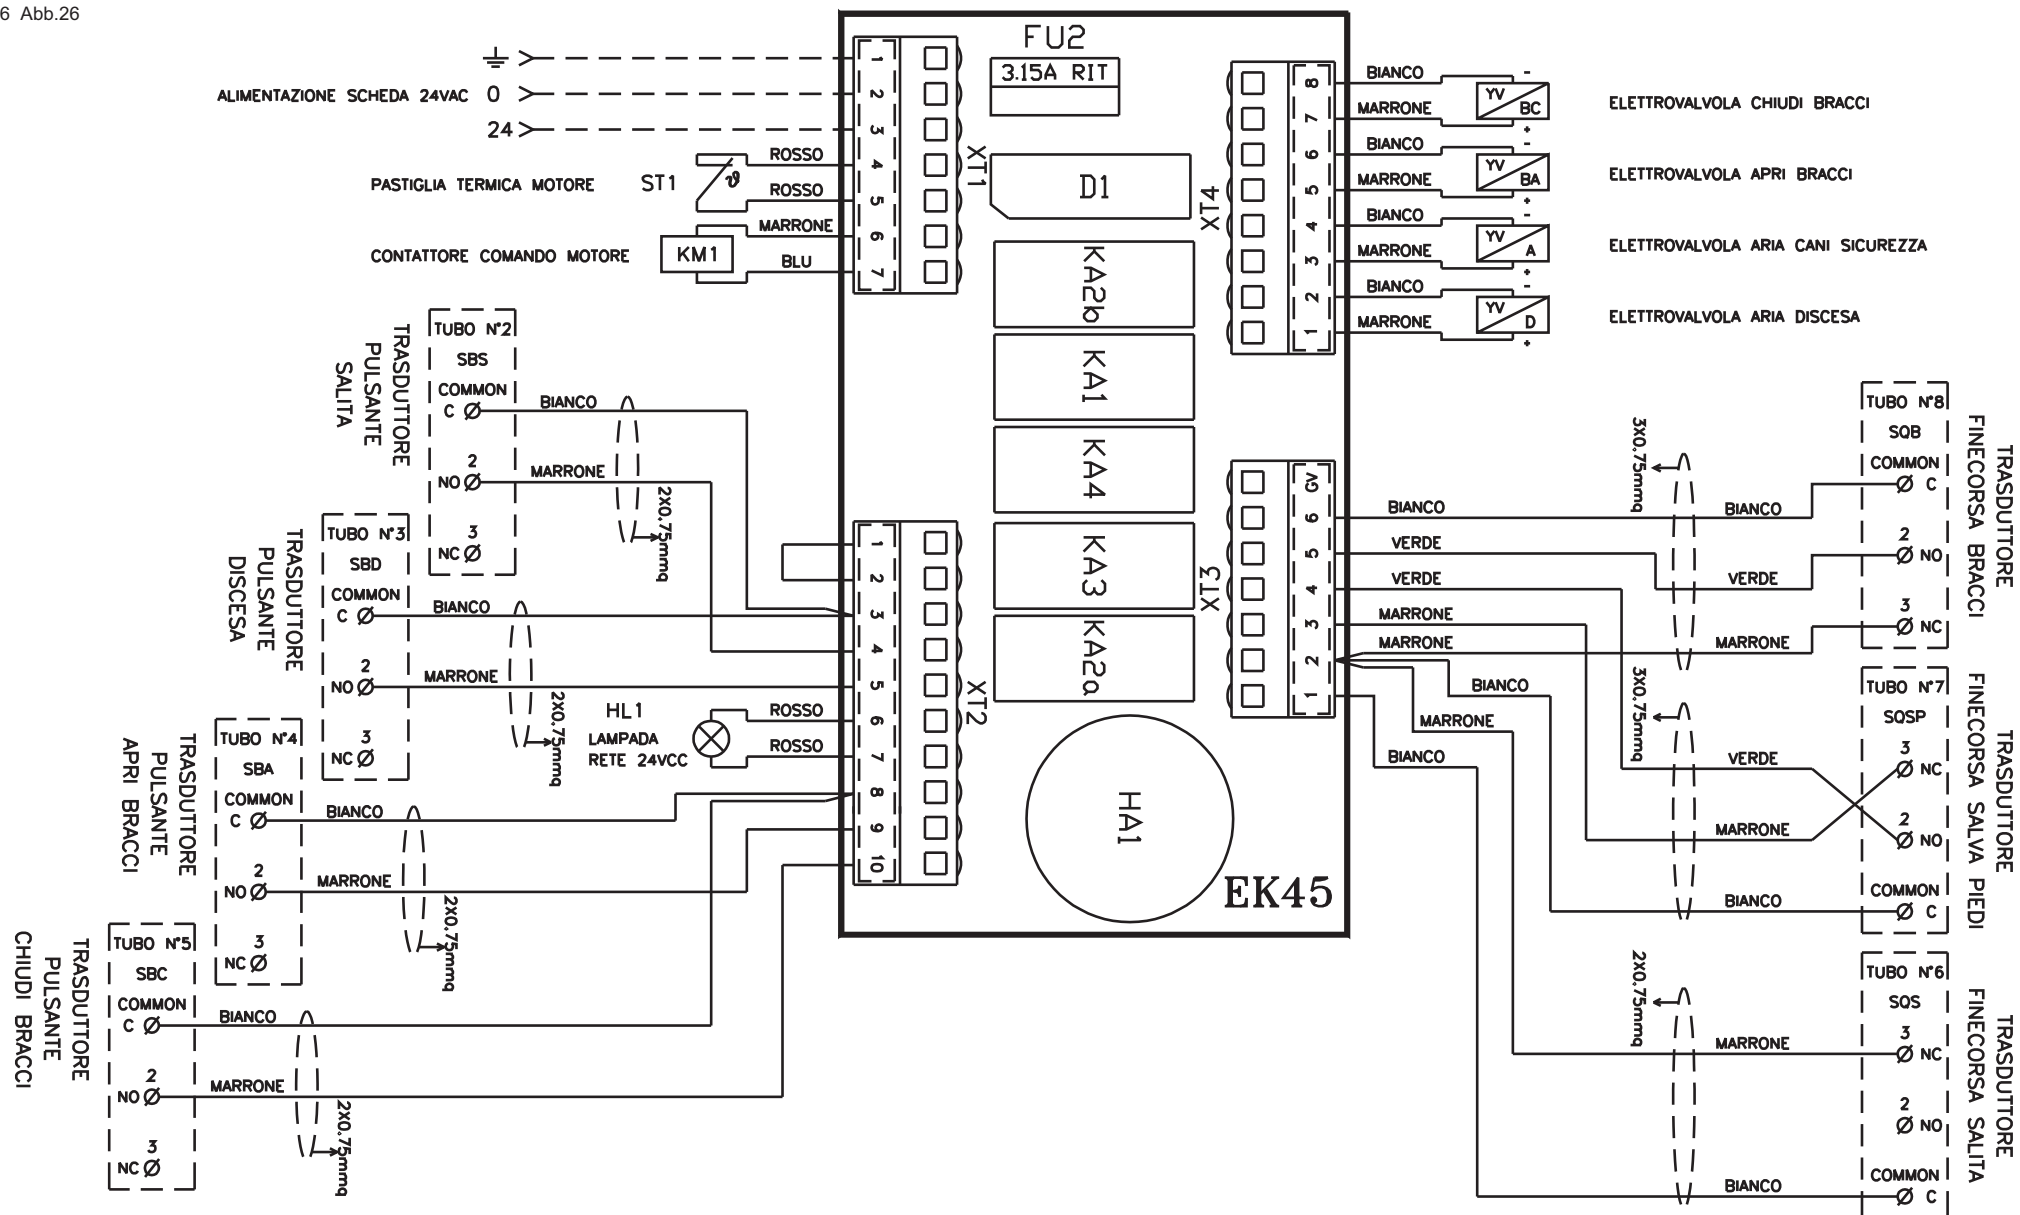 6 Abb.26
ALIMENTAZIONE SCHEDA 24VAC
0
24
PASTIGLIA TERMICA MOTORE
ST1
ϑ
ROSSO
ROSSO
CONTATTORE COMANDO MOTORE
KM1
MARRONE
BLU
1
2
3
4
5
6
7
XT1
FU2
3.15A RIT
D1
KA2b
KA1
KA4
KA3
KA2a
HA1
EK45
XT4
8
7
6
5
4
3
2
1
BIANCO
MARRONE
YV
BC
-
+
ELETTROVALVOLA CHIUDI BRACCI
BIANCO
MARRONE
YV
BA
-
+
ELETTROVALVOLA APRI BRACCI
BIANCO
MARRONE
YV
A
-
+
ELETTROVALVOLA ARIA CANI SICUREZZA
BIANCO
MARRONE
YV
D
-
+
ELETTROVALVOLA ARIA DISCESA
TRASDUTTORE
PULSANTE
SALITA
TUBO N°2
SBS
COMMON
C
2
NO
3
NC
BIANCO
MARRONE
2X0.75mmq
TRASDUTTORE
PULSANTE
DISCESA
TUBO N°3
SBD
COMMON
C
2
NO
3
NC
BIANCO
MARRONE
2X0.75mmq
HL1
LAMPADA
RETE 24VCC
ROSSO
ROSSO
TRASDUTTORE
PULSANTE
APRI BRACCI
TUBO N°4
SBA
COMMON
C
2
NO
3
NC
BIANCO
MARRONE
2X0.75mmq
TRASDUTTORE
PULSANTE
CHIUDI BRACCI
TUBO N°5
SBC
COMMON
C
2
NO
3
NC
BIANCO
MARRONE
2X0.75mmq
1
2
3
4
5
6
7
8
9
10
XT2
XT3
GV
6
5
4
3
2
1
BIANCO
VERDE
VERDE
MARRONE
MARRONE
BIANCO
MARRONE
BIANCO
3X0.75mmq
BIANCO
VERDE
MARRONE
TUBO N°8
SQB
COMMON
C
2
NO
3
NC
TRASDUTTORE
FINECORSA BRACCI
3X0.75mmq
VERDE
MARRONE
BIANCO
TUBO N°7
SQSP
3
NC
2
NO
COMMON
C
TRASDUTTORE
FINECORSA SALVA PIEDI
2X0.75mmq
MARRONE
BIANCO
TUBO N°6
SQS
3
NC
2
NO
COMMON
C
TRASDUTTORE
FINECORSA SALITA